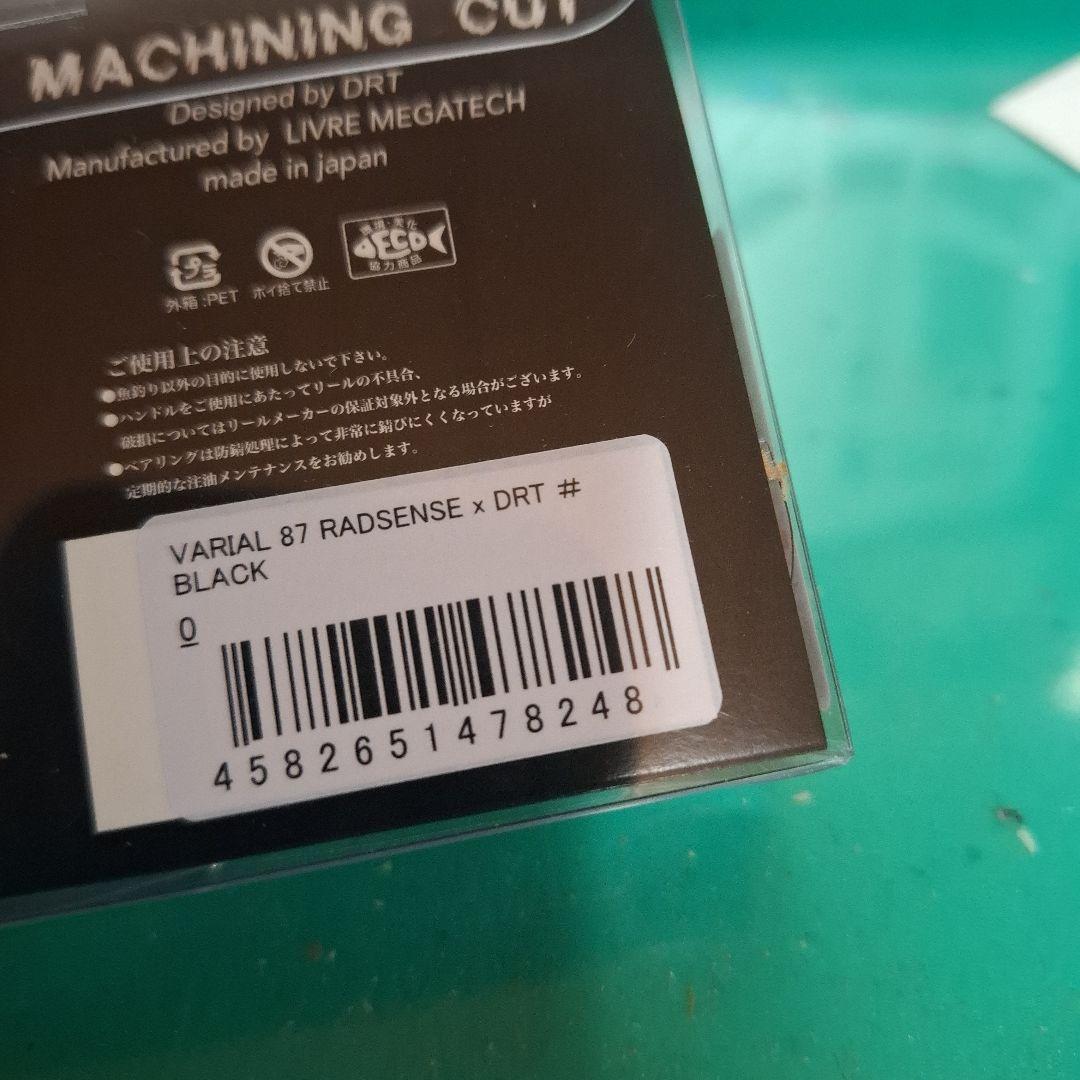 MACHINING CUT
Designed by DRT
Manufactured by LIVRE MEGATECH
made in japan
プラ
ECO
協力商品
外箱:PET
ポイ捨て禁止
ご使用上の注意
●魚釣り以外の目的に使用しないで下さい。
●ハンドルをご使用にあたってリールの不具合、
破損についてはリールメーカーの保証対象外となる場合がございます。
●ベアリングは防錆処理によって非常に錆びにくくなっていますが
定期的な注油メンテナンスをお勧めします。
VARIAL 87 RADSENSE x DRT #
BLACK
0
4582651478248